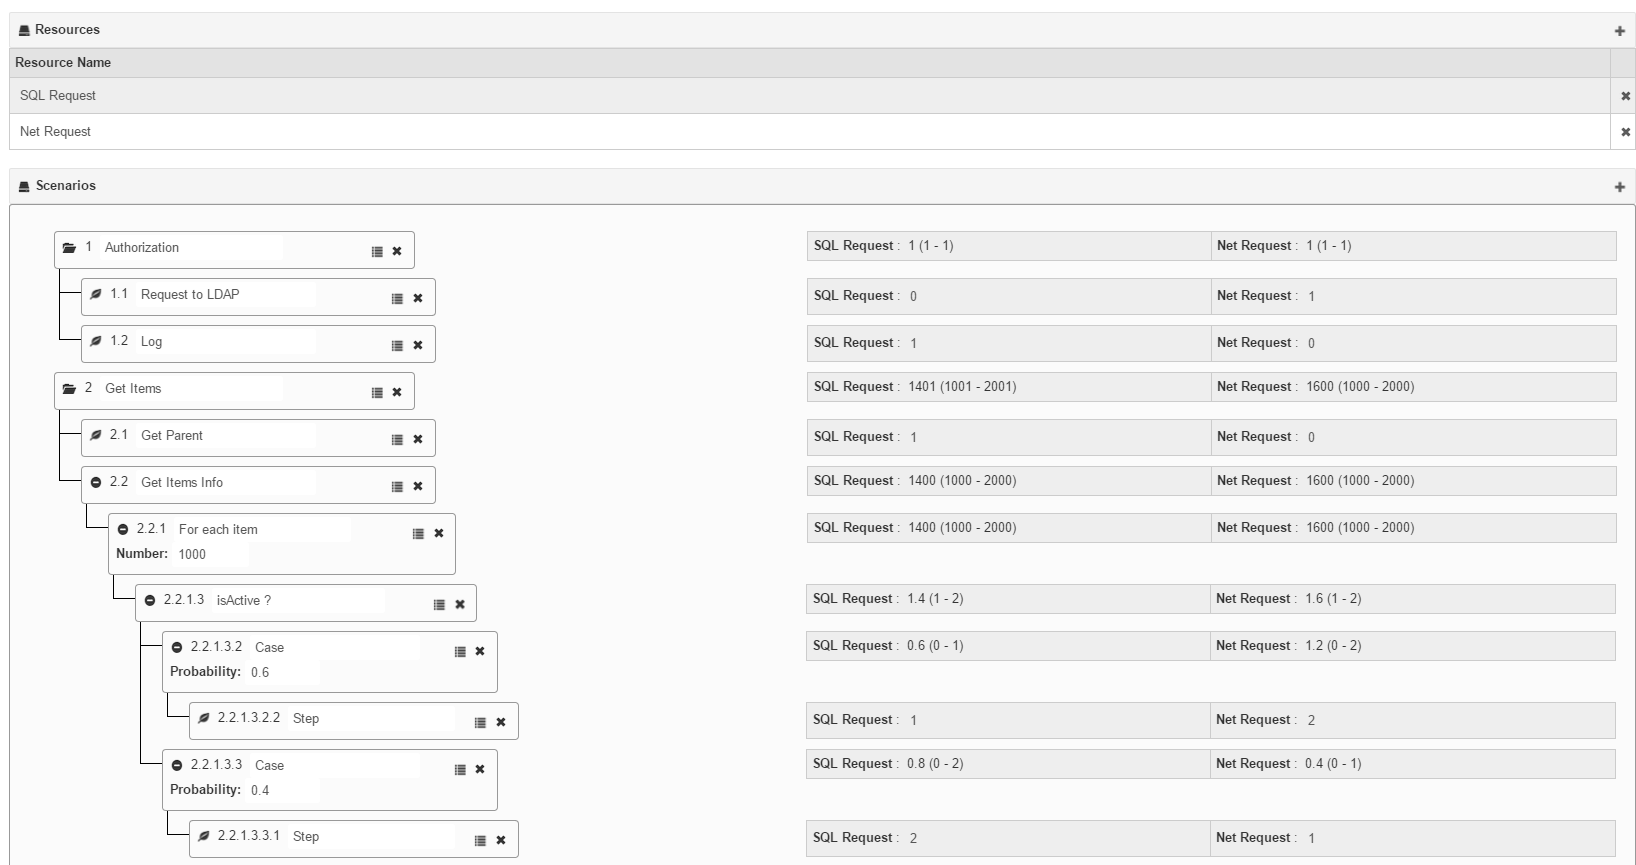 Resources
Resource Name
SQL Request
Net Request
Scenarios
1 Authorization SQL Request : 1 (1 - 1) Net Request : 1 (1 - 1)
1.1 Request to LDAP SQL Request : 0 Net Request : 1
1.2 Log SQL Request : 1 Net Request : 0
2 Get Items SQL Request : 1401 (1001 - 2001) Net Request : 1600 (1000 - 2000)
2.1 Get Parent SQL Request : 1 Net Request : 0
2.2 Get Items Info SQL Request : 1400 (1000 - 2000) Net Request : 1600 (1000 - 2000)
2.2.1 For each item SQL Request : 1400 (1000 - 2000) Net Request : 1600 (1000 - 2000)
Number: 1000
2.2.1.3 isActive ? SQL Request : 1.4 (1 - 2) Net Request : 1.6 (1 - 2)
2.2.1.3.2 Case SQL Request : 0.6 (0 - 1) Net Request : 1.2 (0 - 2)
Probability: 0.6
2.2.1.3.2.2 Step SQL Request : 1 Net Request : 2
2.2.1.3.3 Case SQL Request : 0.8 (0 - 2) Net Request : 0.4 (0 - 1)
Probability: 0.4
2.2.1.3.3.1 Step SQL Request : 2 Net Request : 1